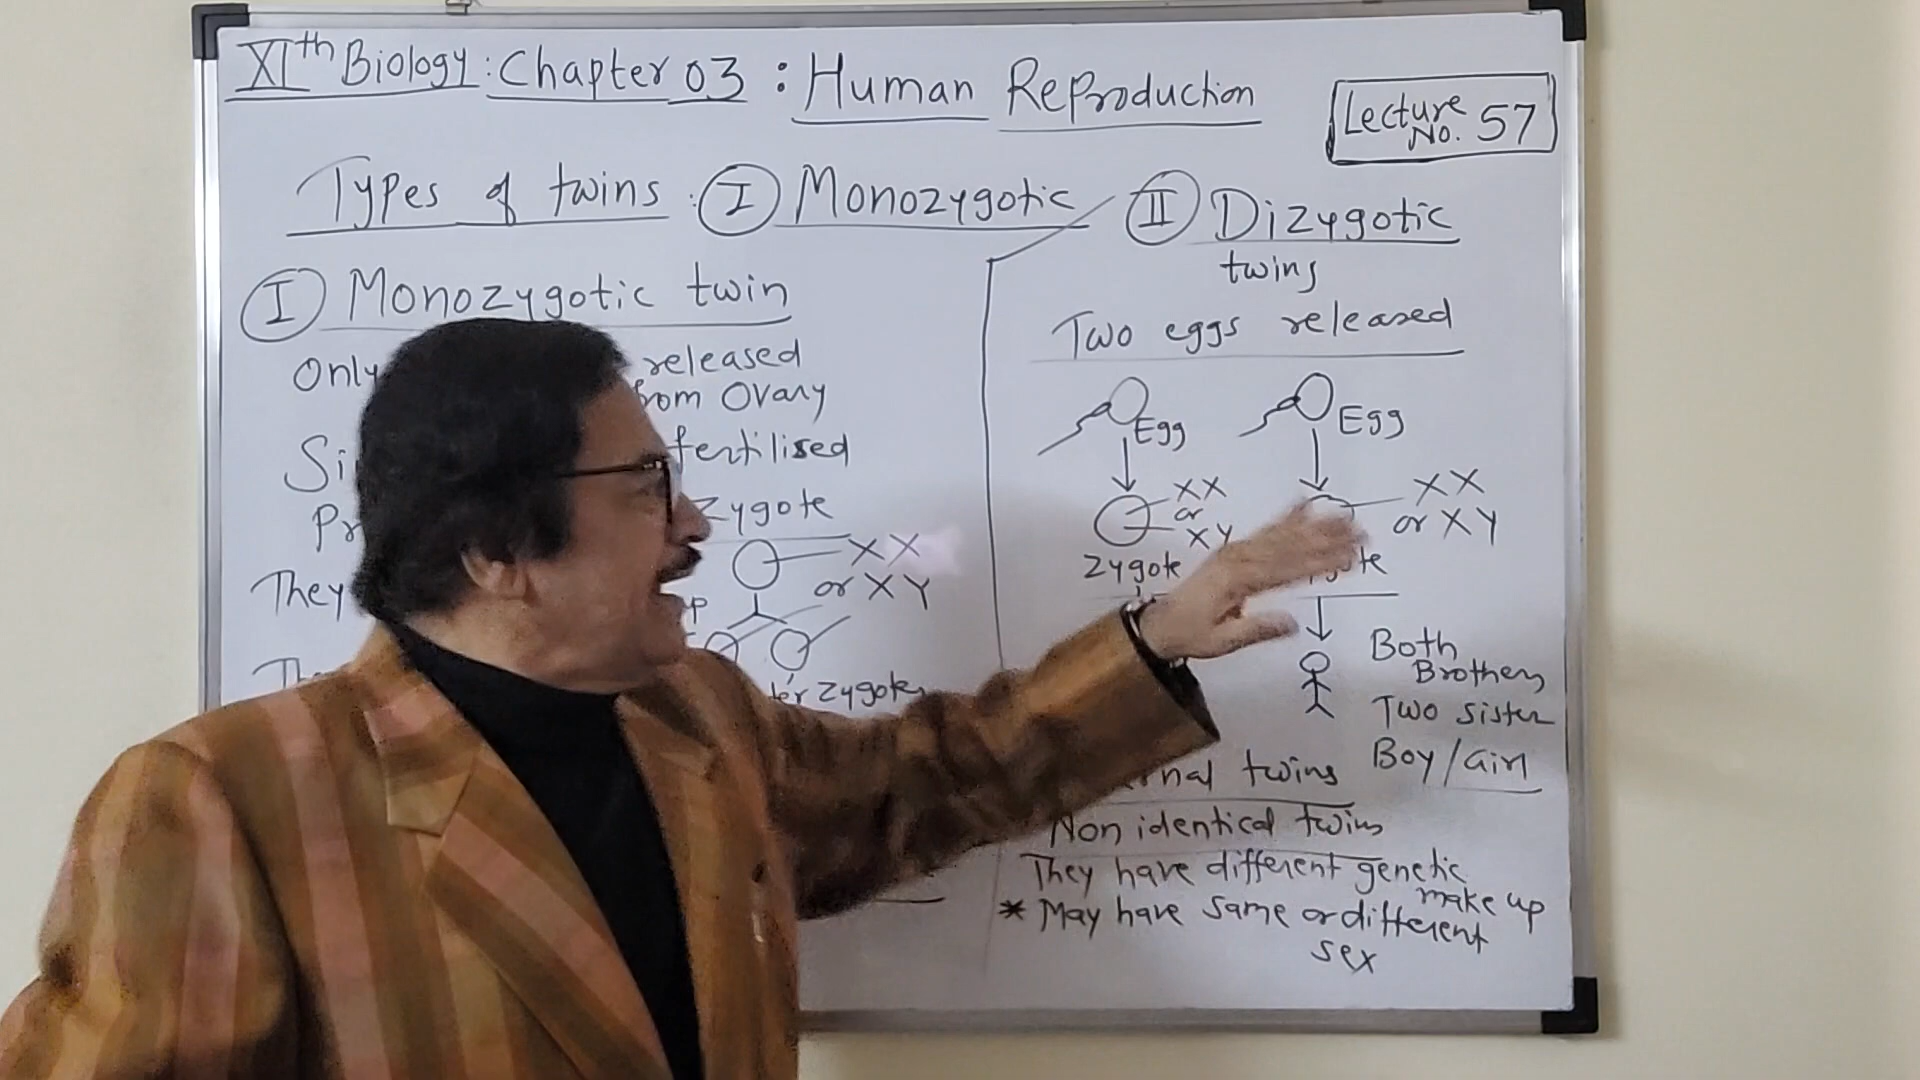 XIth Biology: Chapter 03 : Human Reproduction
Lecture No. 57
Types of twins : I Monozygotic II Dizygotic twins
I Monozygotic twin
Only released
from Ovary
fertilised
Zygote
XX
or XY
They
zygotes
Two eggs released
Egg
Egg
XX
or
XY
Zygote
XX
or XY
Both
Brothers
Two sister
Boy/Girl
twins
Non identical twins
They have different genetic
make up
* May have same or different
sex